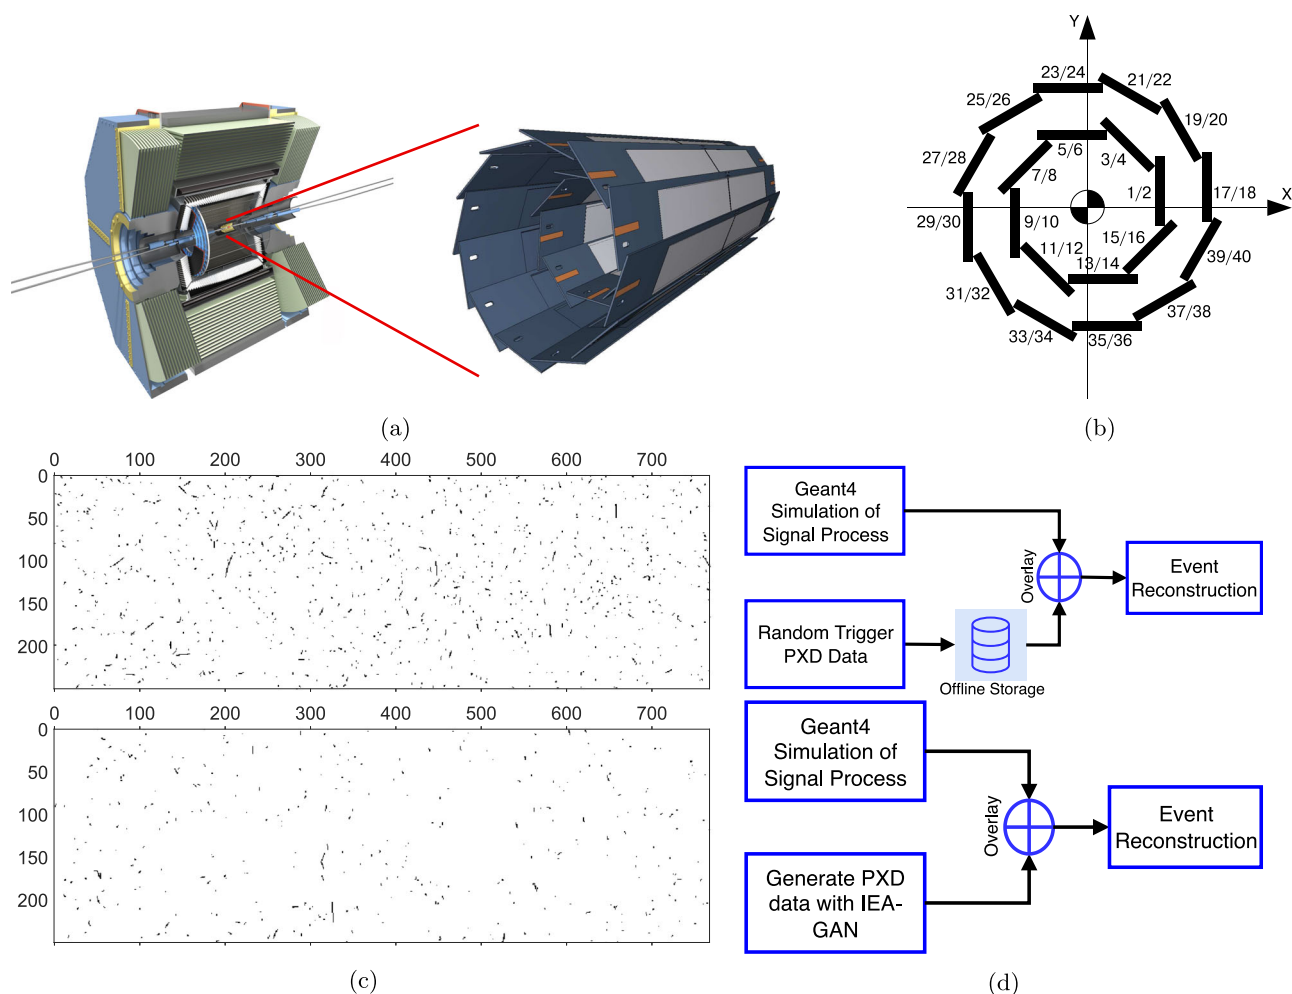 Y
23/24
21/22
25/26
19/20
5/6
3/4
27/28
7/8
1/2
17/18
X
29/30
9/10
11/12
15/16
13/14
39/40
31/32
37/38
33/34
35/36
(a)
(b)
0 100 200 300 400 500 600 700
0
50
100
150
200
0 100 200 300 400 500 600 700
0
50
100
150
200
(c)
Geant4
Simulation of
Signal Process
Overlay
Event
Reconstruction
Random Trigger
PXD Data
Offline Storage
Geant4
Simulation of
Signal Process
Overlay
Event
Reconstruction
Generate PXD
data with IEA-
GAN
(d)